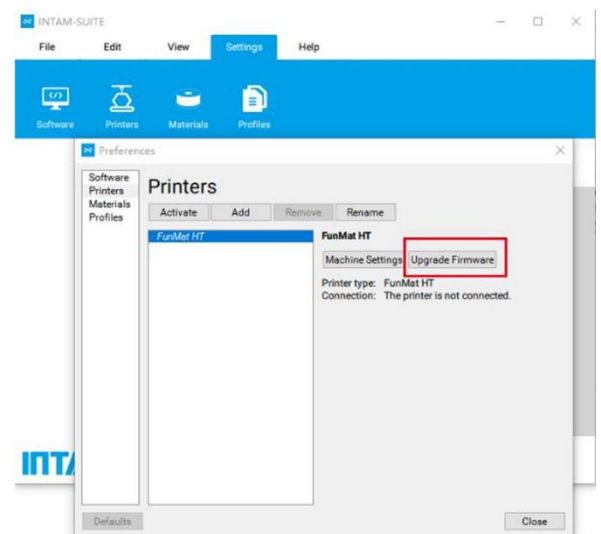 INTAM-SUITE
File Edit View Settings Help
Software Printers Materials Profiles
Preferences
Software
Printers
Materials
Profiles
Printers
Activate Add Remove Rename
FunMat HT
FunMat HT
Machine Settings Upgrade Firmware
Printer type: FunMat HT
Connection: The printer is not connected.
Defaults Close